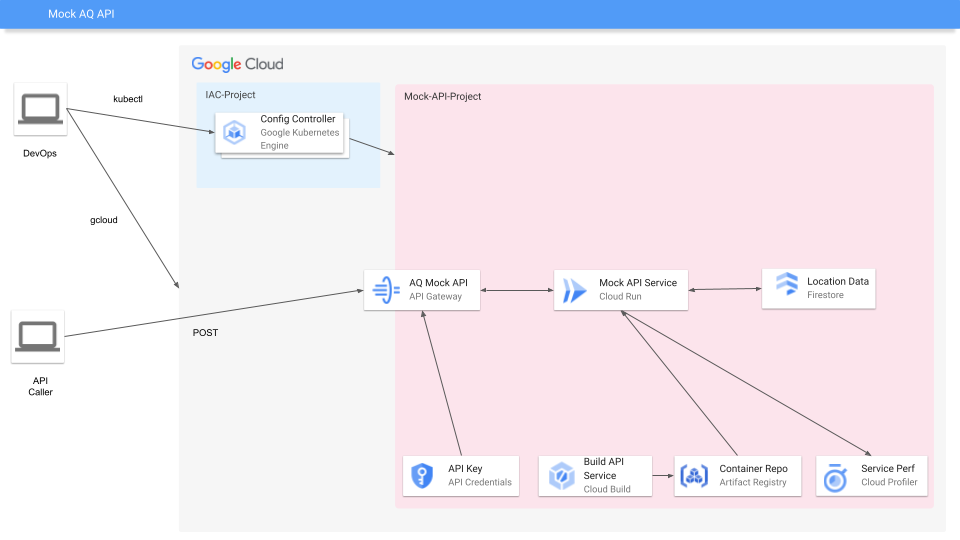 Mock AQ API
Google Cloud
IAC-Project
Mock-API-Project
kubectl
Config Controller
Google Kubernetes
Engine
DevOps
gcloud
AQ Mock API
API Gateway
Mock API Service
Cloud Run
Location Data
Firestore
POST
API
Caller
API Key
API Credentials
Build API
Service
Cloud Build
Container Repo
Artifact Registry
Service Perf
Cloud Profiler